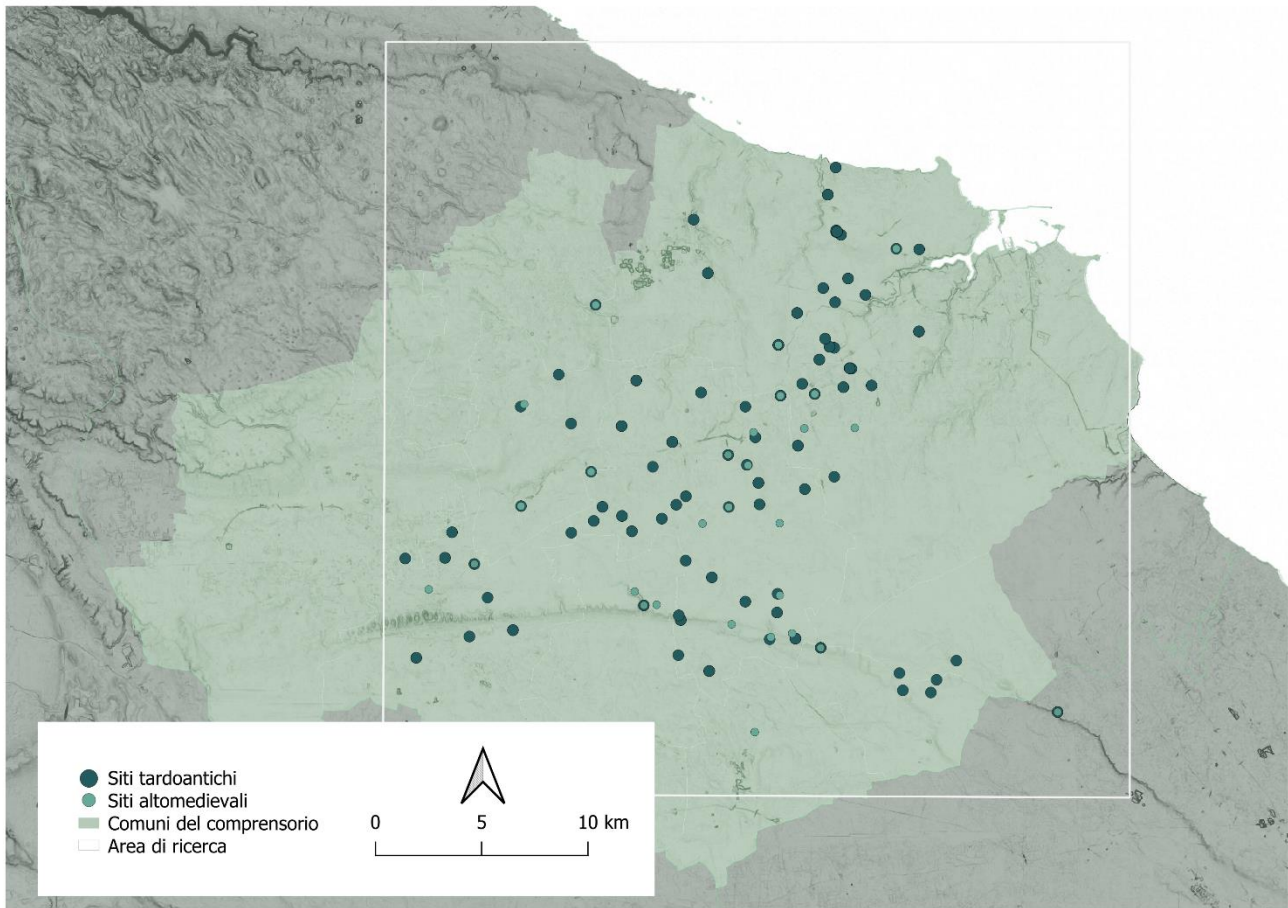 Siti tardoantichi
Siti altomedievali
Comuni del comprensorio
Area di ricerca
0 5 10 km